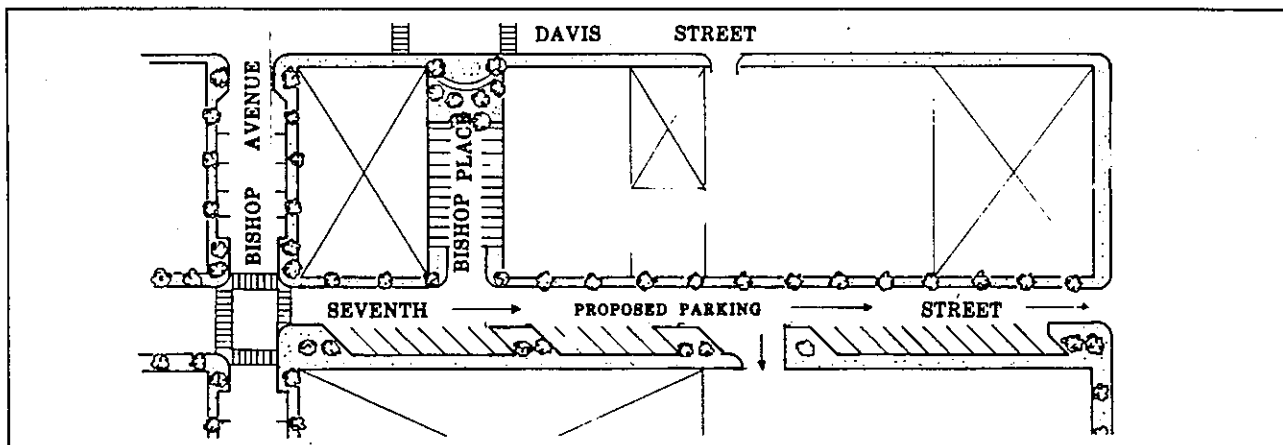 DAVIS STREET
BISHOP AVENUE
BISHOP PLACE
SEVENTH PROPOSED PARKING STREET